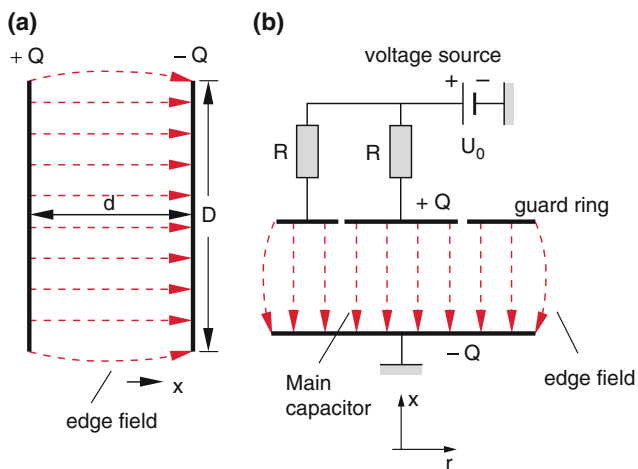 (a)
+ Q
– Q
d
D
x
edge field
(b)
voltage source
+
–
U0
R
R
+ Q
guard ring
– Q
Main
capacitor
edge field
x
r